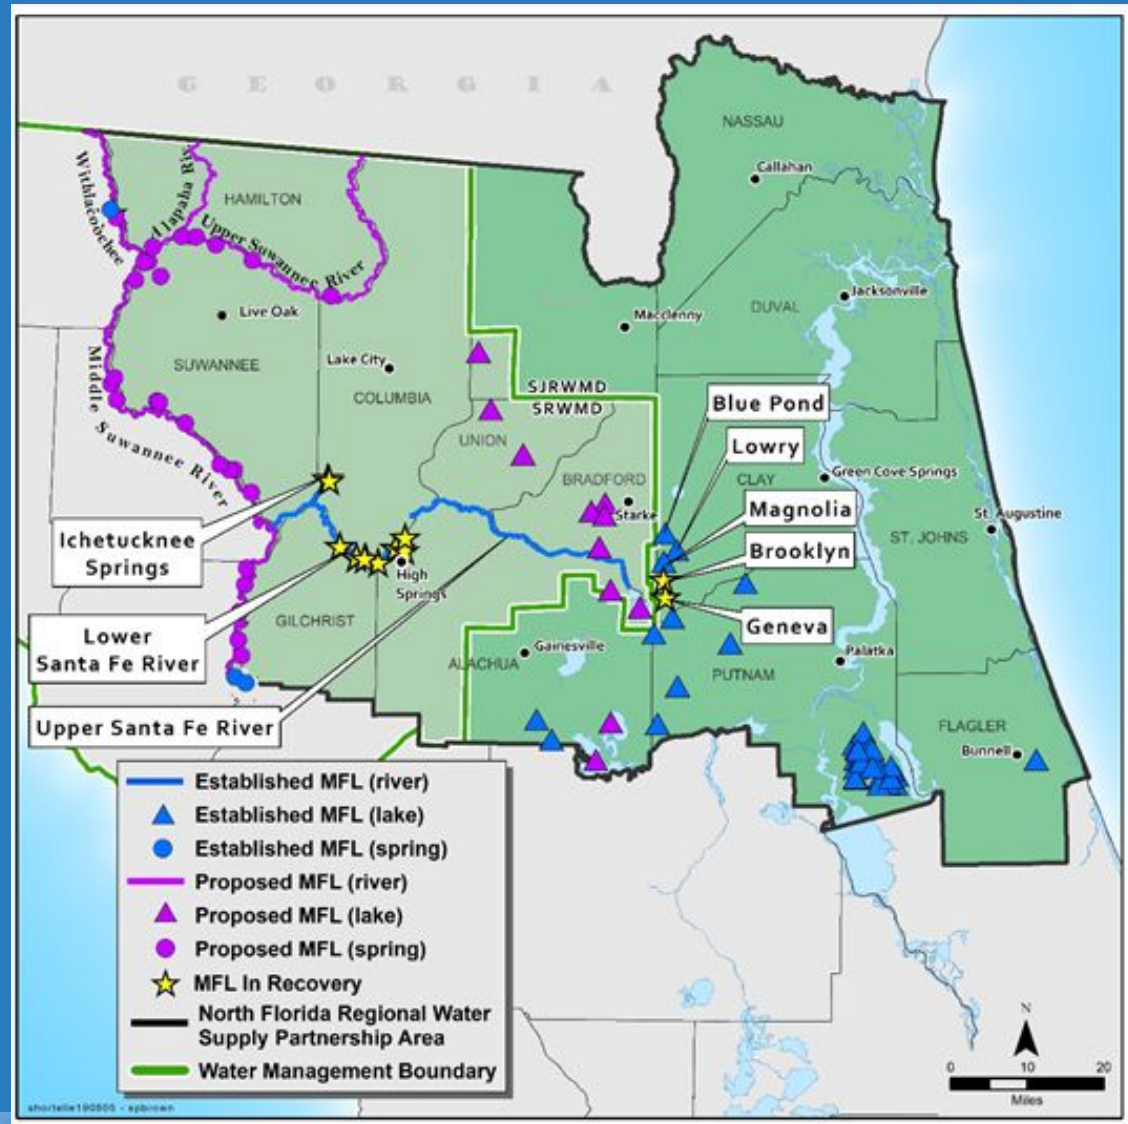 GEORGIA
NASSAU
Callahan
Withlacoochee
Alapaha Riv
HAMILTON
Upper Suwannee River
Jacksonville
DUVAL
Live Oak
Macclenny
Lake City
SUWANNEE
COLUMBIA
SJRWMD
SRWMD
Middle Suwannee River
Blue Pond
Lowry
UNION
BRADFORD
CLAY
Green Cove Springs
Starke
Magnolia
St. Augustine
ST. JOHNS
Ichetucknee
Springs
Brooklyn
High
Springs
GILCHRIST
Geneva
Lower
Santa Fe River
Gainesville
ALACHUA
Palatka
PUTNAM
Upper Santa Fe River
FLAGLER
Bunnell
Established MFL (river)
Established MFL (lake)
Established MFL (spring)
Proposed MFL (river)
Proposed MFL (lake)
Proposed MFL (spring)
MFL In Recovery
North Florida Regional Water
Supply Partnership Area
Water Management Boundary
N
0 10 20
Miles